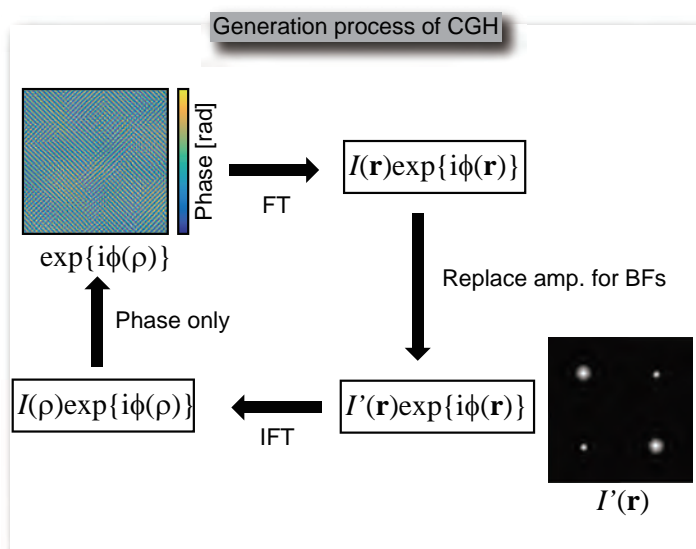 Generation process of CGH
Phase [rad]
exp{iϕ(ρ)}
FT
I(r)exp{iϕ(r)}
Replace amp. for BFs
I’(r)exp{iϕ(r)}
I’(r)
IFT
I(ρ)exp{iϕ(ρ)}
Phase only